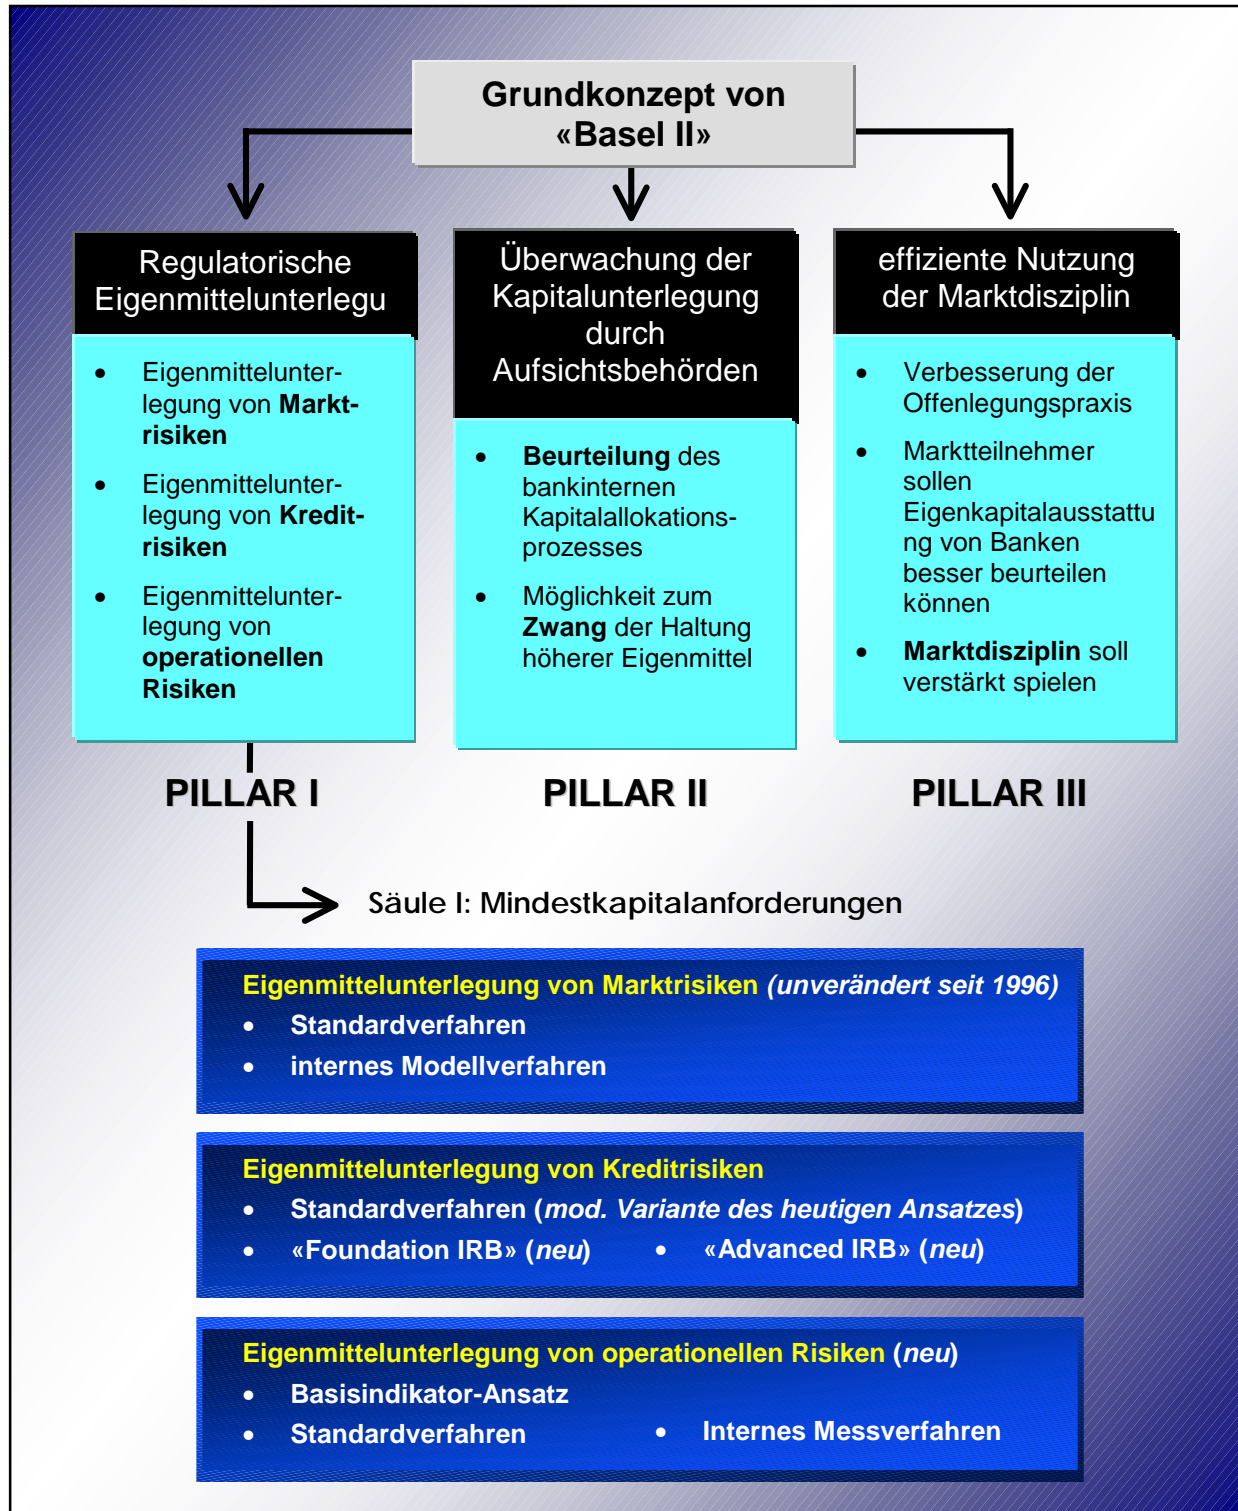 Grundkonzept von
«Basel II»
Regulatorische
Eigenmittelunterlegu
• Eigenmittelunter-
legung von Markt-
risiken
• Eigenmittelunter-
legung von Kredit-
risiken
• Eigenmittelunter-
legung von
operationellen
Risiken
PILLAR I
Überwachung der
Kapitalunterlegung
durch
Aufsichtsbehörden
• Beurteilung des
bankinternen
Kapitalallokations-
prozesses
• Möglichkeit zum
Zwang der Haltung
höherer Eigenmittel
PILLAR II
effiziente Nutzung
der Marktdisziplin
• Verbesserung der
Offenlegungspraxis
• Marktteilnehmer
sollen
Eigenkapitalausstattu
ng von Banken
besser beurteilen
können
• Marktdisziplin soll
verstärkt spielen
PILLAR III
Säule I: Mindestkapitalanforderungen
Eigenmittelunterlegung von Marktrisiken (unverändert seit 1996)
• Standardverfahren
• internes Modellverfahren
Eigenmittelunterlegung von Kreditrisiken
• Standardverfahren (mod. Variante des heutigen Ansatzes)
• «Foundation IRB» (neu) • «Advanced IRB» (neu)
Eigenmittelunterlegung von operationellen Risiken (neu)
• Basisindikator-Ansatz
• Standardverfahren • Internes Messverfahren